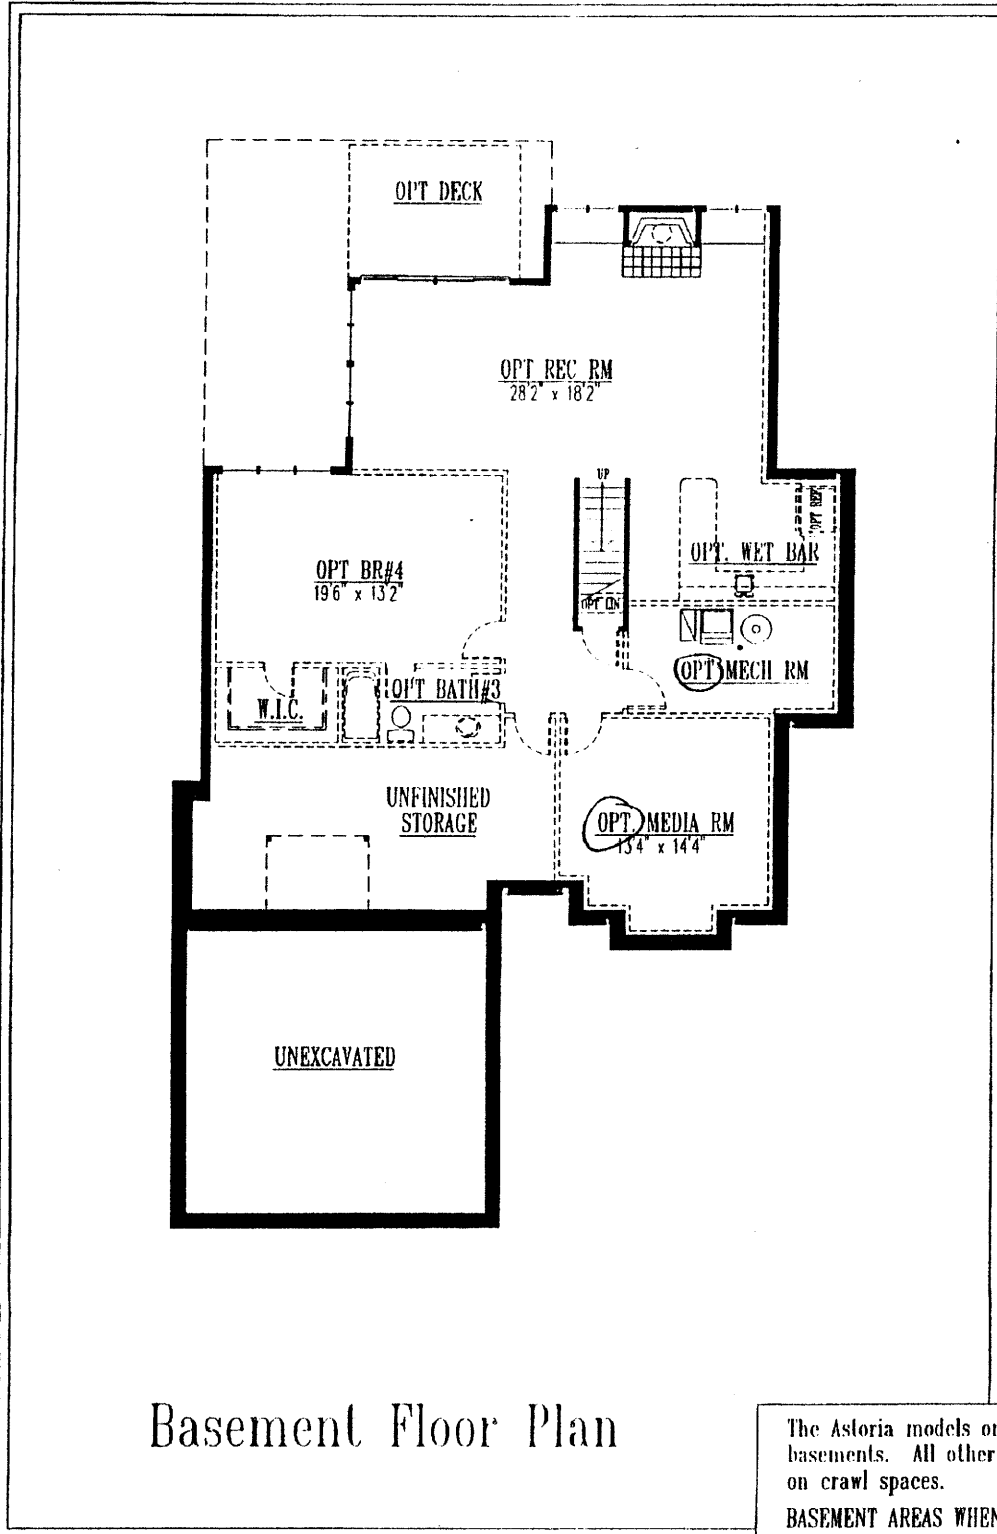 OPT DECK
OPT REC RM
28'2" x 18'2"
UP
OPT REF
OPT. WET BAR
OPT BR#4
19'6" x 13'2"
OPT LIN
OPT MECH RM
OPT BATH#3
W.I.C.
UNFINISHED
STORAGE
OPT. MEDIA RM
13'4" x 14'4"
UNEXCAVATED
Basement Floor Plan
The Astoria models on
basements. All other
on crawl spaces.
BASEMENT AREAS WHEN